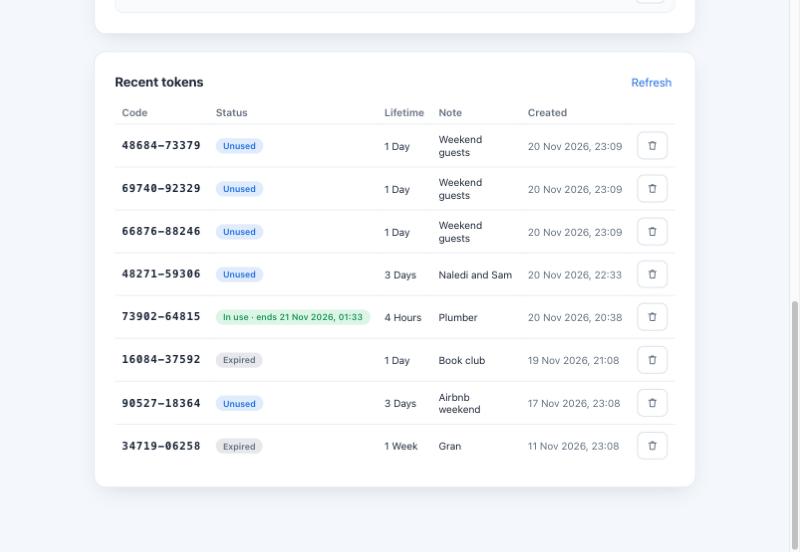 Recent tokens
Refresh
Code Status Lifetime Note Created
48684–73379 Unused 1 Day Weekend guests 20 Nov 2026, 23:09
69740–92329 Unused 1 Day Weekend guests 20 Nov 2026, 23:09
66876–88246 Unused 1 Day Weekend guests 20 Nov 2026, 23:09
48271–59306 Unused 3 Days Naledi and Sam 20 Nov 2026, 22:33
73902–64815 In use · ends 21 Nov 2026, 01:33 4 Hours Plumber 20 Nov 2026, 20:38
16084–37592 Expired 1 Day Book club 19 Nov 2026, 21:08
90527–18364 Unused 3 Days Airbnb weekend 17 Nov 2026, 23:08
34719–06258 Expired 1 Week Gran 11 Nov 2026, 23:08